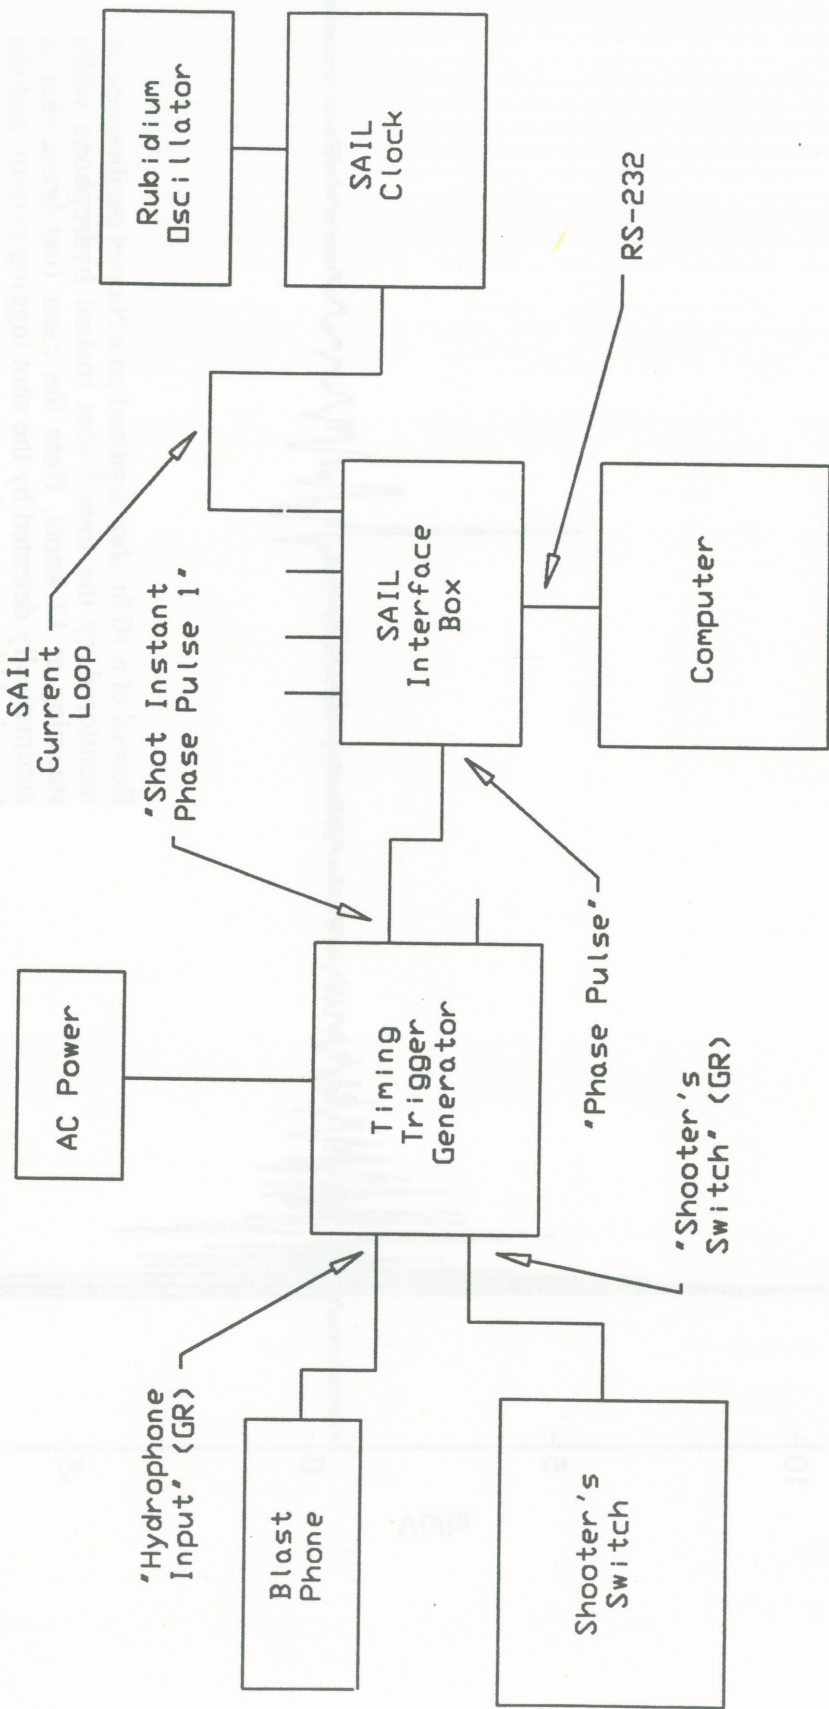 SAIL
Current
Loop
Rubidium
Oscillator
SAIL
Clock
"Shot Instant
Phase Pulse 1"
AC Power
Timing
Trigger
Generator
SAIL
Interface
Box
RS-232
Computer
"Phase Pulse"
"Hydrophone
Input" (GR)
Blast
Phone
"Shooter's
Switch" (GR)
Shooter's
Switch